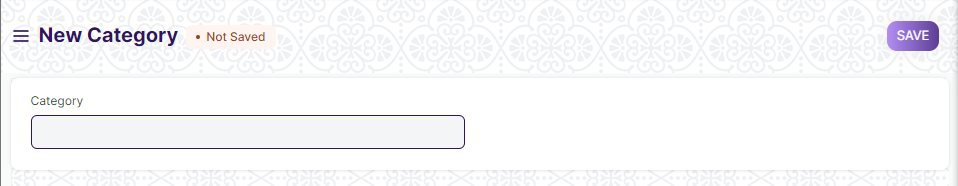 New Category
• Not Saved
SAVE
Category